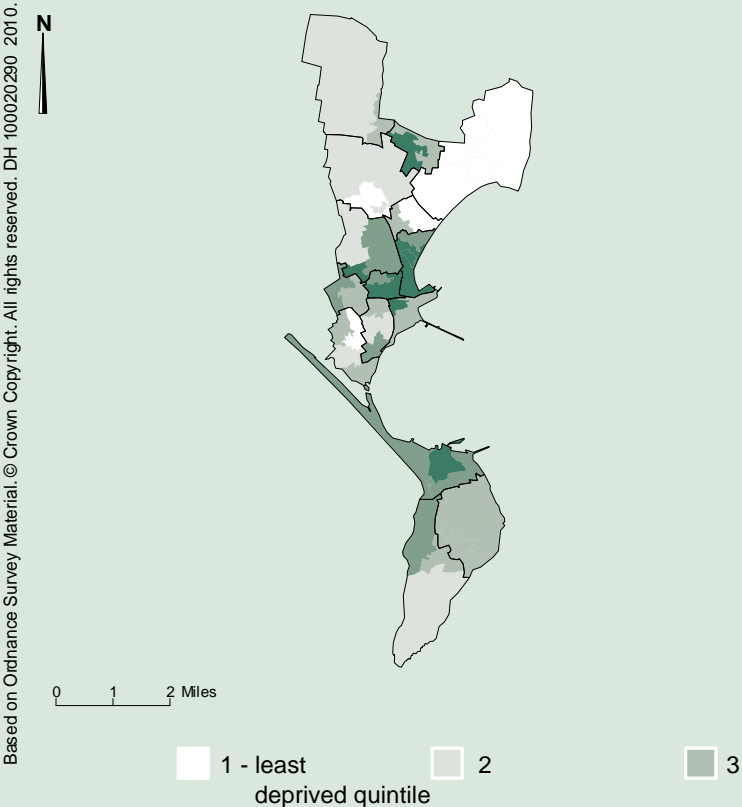 Based on Ordnance Survey Material. © Crown Copyright. All rights reserved. DH 100020290 2010.
N
0 1 2 Miles
1 - least 2 3
deprived quintile